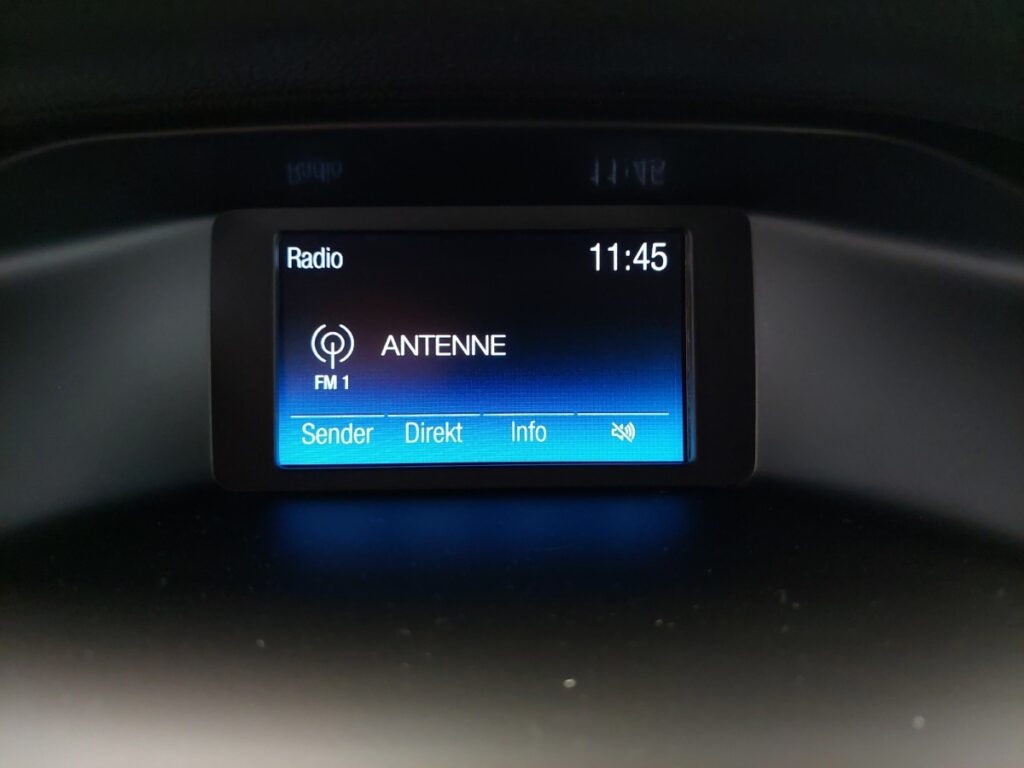 Radio 11:45
ANTENNE
FM 1
Sender Direkt Info